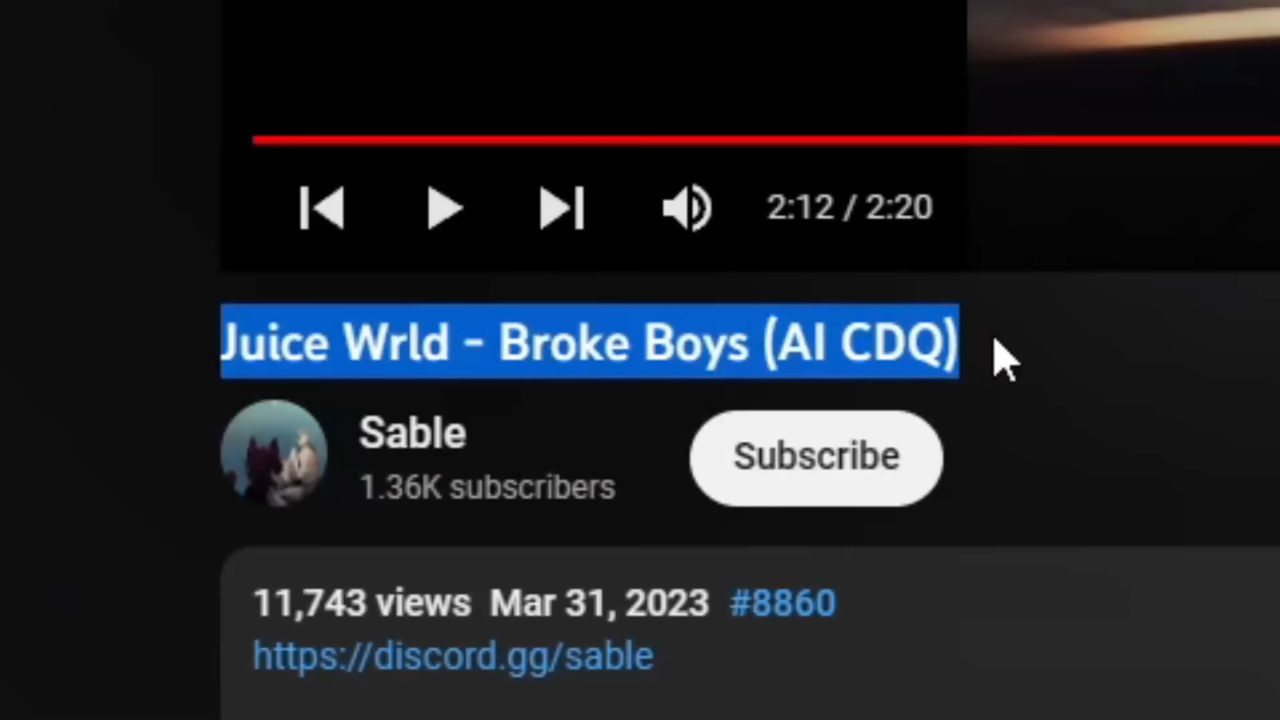 2:12 / 2:20
Juice Wrld - Broke Boys (AI CDQ)
Sable
1.36K subscribers
Subscribe
11,743 views Mar 31, 2023 #8860
https://discord.gg/sable